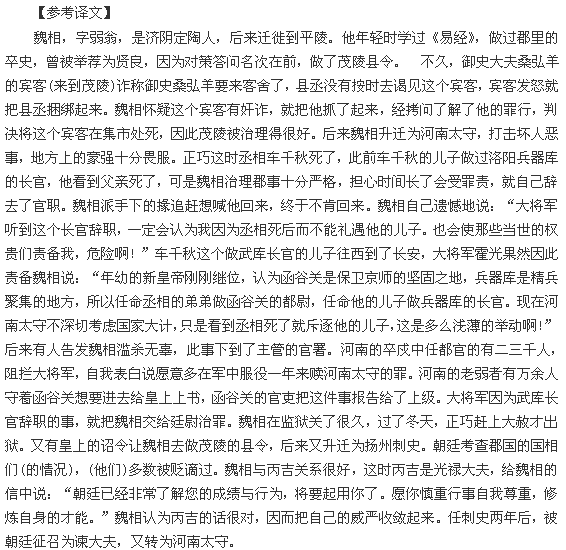 【参考译文】
魏相，字弱翁，是济阴定陶人，后来迁徙到平陵。他年轻时学过《易经》，做过郡里的
卒史，曾被举荐为贤良，因为对策答问名次在前，做了茂陵县令。 不久，御史大夫桑弘羊
的宾客(来到茂陵)诈称御史桑弘羊要来客舍了，县丞没有按时去谒见这个宾客，宾客发怒就
把县丞捆绑起来。魏相怀疑这个宾客有奸诈，就把他抓了起来，经拷问了解了他的罪行，判
决将这个宾客在集市处死，因此茂陵被治理得很好。后来魏相升迁为河南太守，打击坏人恶
事，地方上的豪强十分畏服。正巧这时丞相车千秋死了，此前车千秋的儿子做过洛阳兵器库
的长官，他看到父亲死了，可是魏相治理郡事十分严格，担心时间长了会受罪责，就自己辞
去了官职。魏相派手下的掾追赶想喊他回来，终于不肯回来。魏相自己遗憾地说：“大将军
听到这个长官辞职，一定会认为我因为丞相死后而不能礼遇他的儿子。也会使那些当世的权
贵们责备我，危险啊！”车千秋这个做武库长官的儿子往西到了长安，大将军霍光果然因此
责备魏相说：“年幼的新皇帝刚刚继位，认为函谷关是保卫京师的坚固之地，兵器库是精兵
聚集的地方，所以任命丞相的弟弟做函谷关的都尉，任命他的儿子做兵器库的长官。现在河
南太守不深切考虑国家大计，只是看到丞相死了就斥逐他的儿子，这是多么浅薄的举动啊！”
后来有人告发魏相滥杀无辜，此事下到了主管的官署。河南的卒戍中任都官的有二三千人，
阻拦大将军，自我表白说愿意多在军中服役一年来赎河南太守的罪。河南的老弱者有万余人
守着函谷关想要进去给皇上上书，函谷关的官吏把这件事报告给了上级。大将军因为武库长
官辞职的事，就把魏相交给廷尉治罪。魏相在监狱关了很久，过了冬天，正巧赶上大赦才出
狱。又有皇上的诏令让魏相去做茂陵的县令，后来又升迁为扬州刺史。朝廷考查郡国的国相
们(的情况)，(他们)多数被贬谪过。魏相与丙吉关系很好，这时丙吉是光禄大夫，给魏相的
信中说：“朝廷已经非常了解您的成绩与行为，将要起用你了。愿你慎重行事自我尊重，修
炼自身的才能。”魏相认为丙吉的话很对，因而把自己的威严收敛起来。任刺史两年后，被
朝廷征召为谏大夫，又转为河南太守。